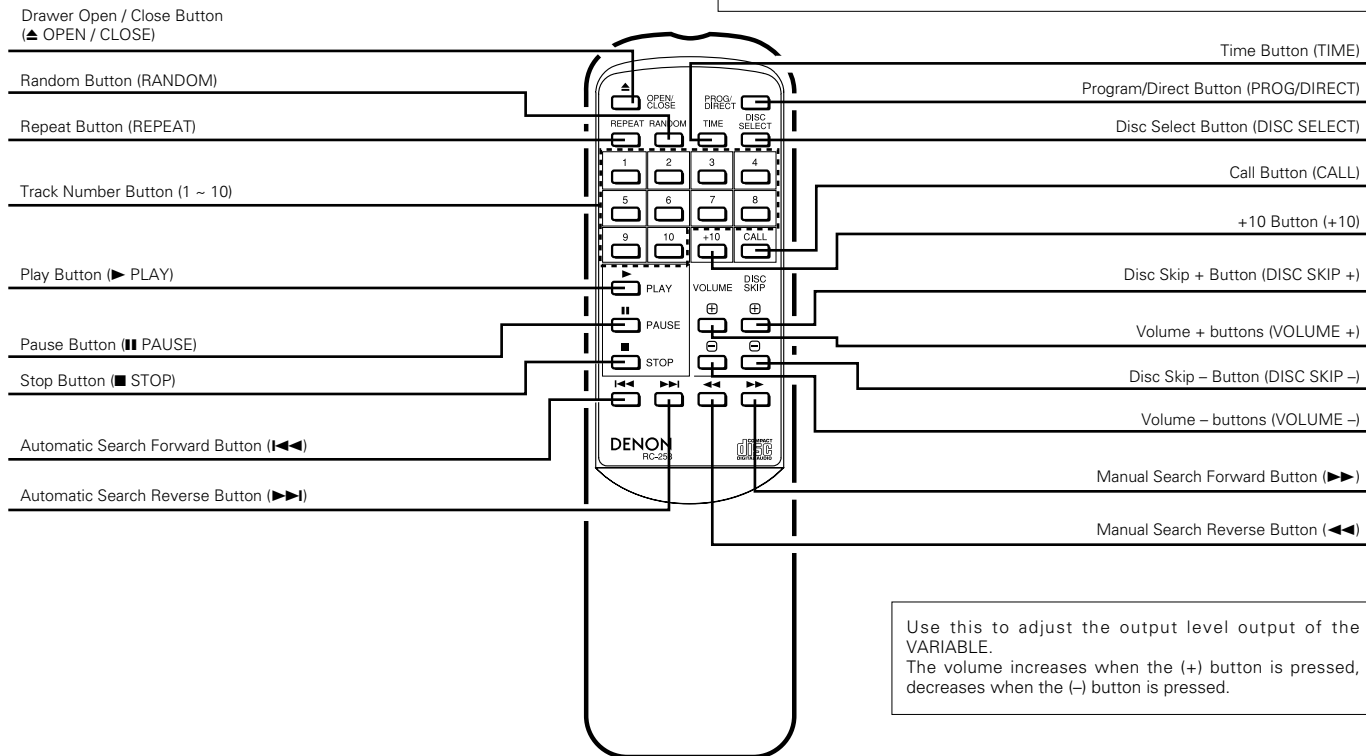 Drawer Open / Close Button
(⏏ OPEN / CLOSE)
Random Button (RANDOM)
Repeat Button (REPEAT)
Track Number Button (1 ~ 10)
Play Button (► PLAY)
Pause Button (❚❚ PAUSE)
Stop Button (■ STOP)
Automatic Search Forward Button (I◄◄)
Automatic Search Reverse Button (►►I)
⏏
OPEN/
CLOSE
PROG/
DIRECT
REPEAT RANDOM TIME DISC
SELECT
1 2 3 4
5 6 7 8
9 10 +10 CALL
►
PLAY VOLUME DISC
SKIP
❚❚ ⊕ ⊕
PAUSE
■ ⊖ ⊖
STOP
I◄◄ ►►I ◄◄ ►►
DENON
RC-253
COMPACT
disc
DIGITAL AUDIO
Time Button (TIME)
Program/Direct Button (PROG/DIRECT)
Disc Select Button (DISC SELECT)
Call Button (CALL)
+10 Button (+10)
Disc Skip + Button (DISC SKIP +)
Volume + buttons (VOLUME +)
Disc Skip – Button (DISC SKIP –)
Volume – buttons (VOLUME –)
Manual Search Forward Button (►►)
Manual Search Reverse Button (◄◄)
Use this to adjust the output level output of the
VARIABLE.
The volume increases when the (+) button is pressed,
decreases when the (–) button is pressed.